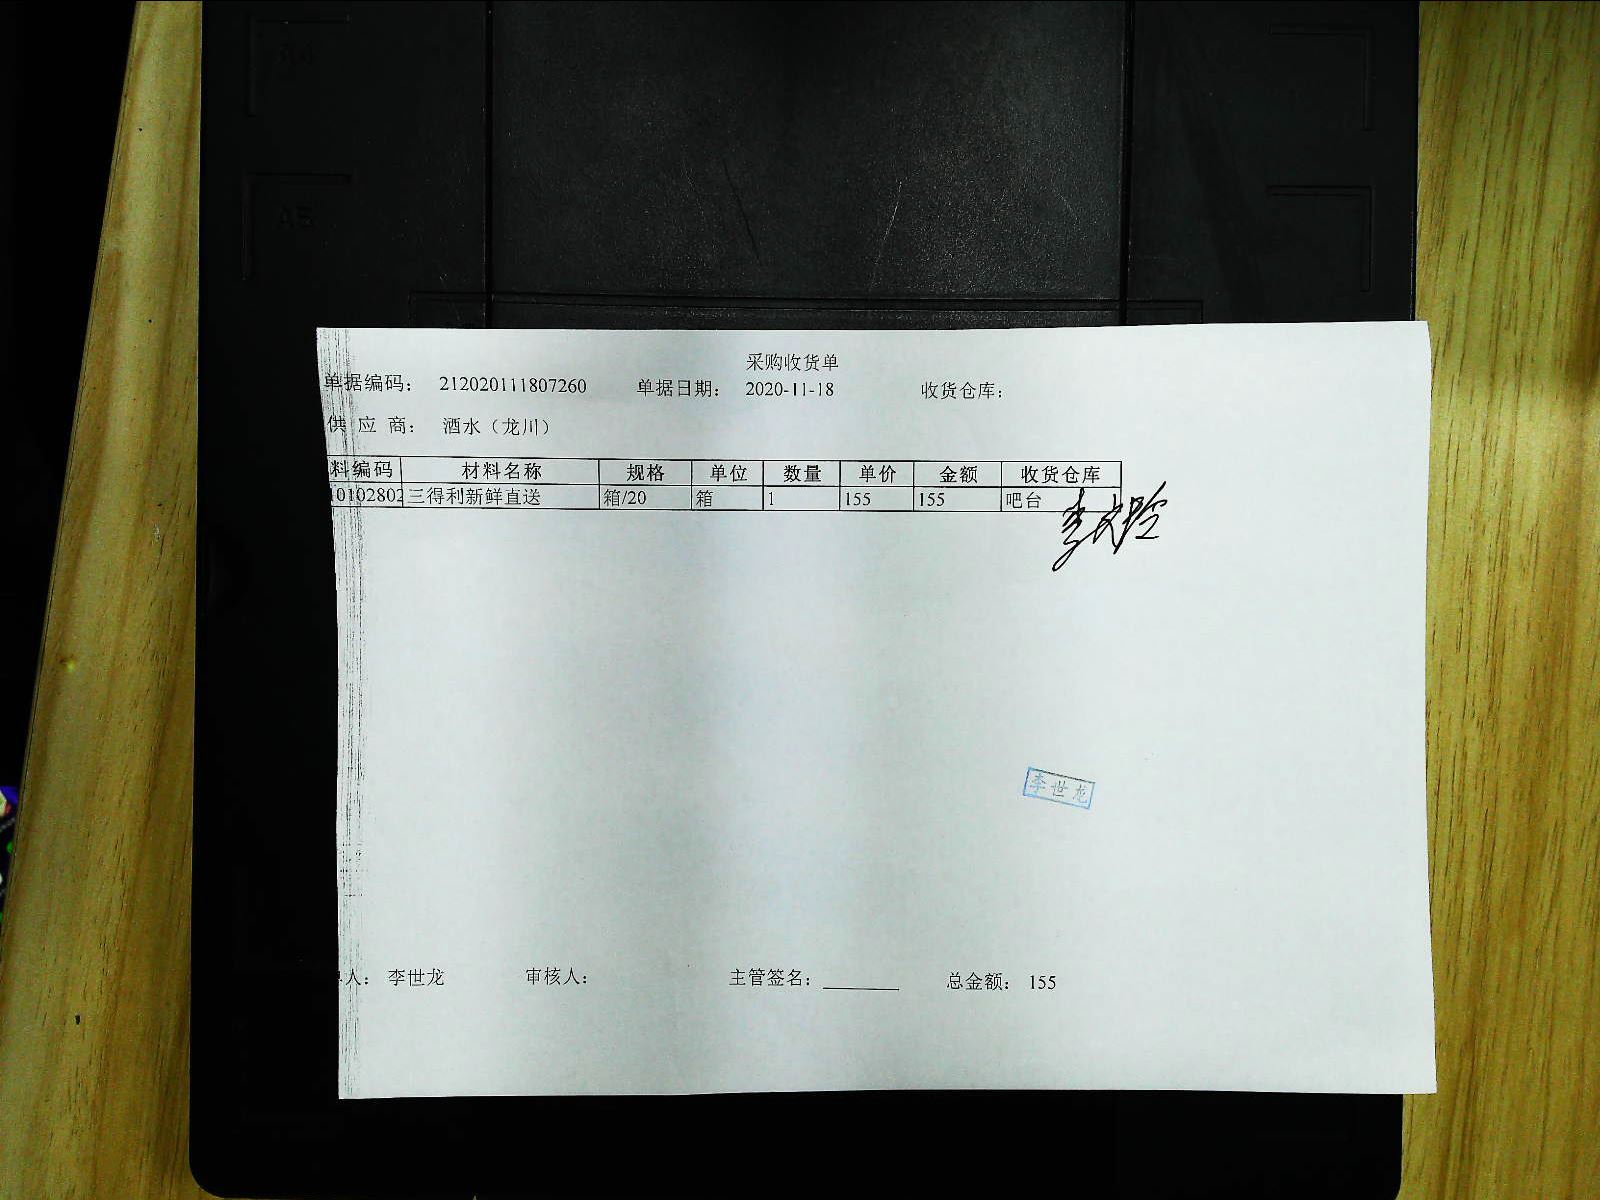 采购收货单
单据编码： 212020111807260 单据日期： 2020-11-18 收货仓库：
供 应 商： 酒水（龙川）
料编码 材料名称 规格 单位 数量 单价 金额 收货仓库
10102802 三得利新鲜直送 箱/20 箱 1 155 155 吧台
李世龙
人： 李世龙 审核人： 主管签名： 总金额： 155
A5